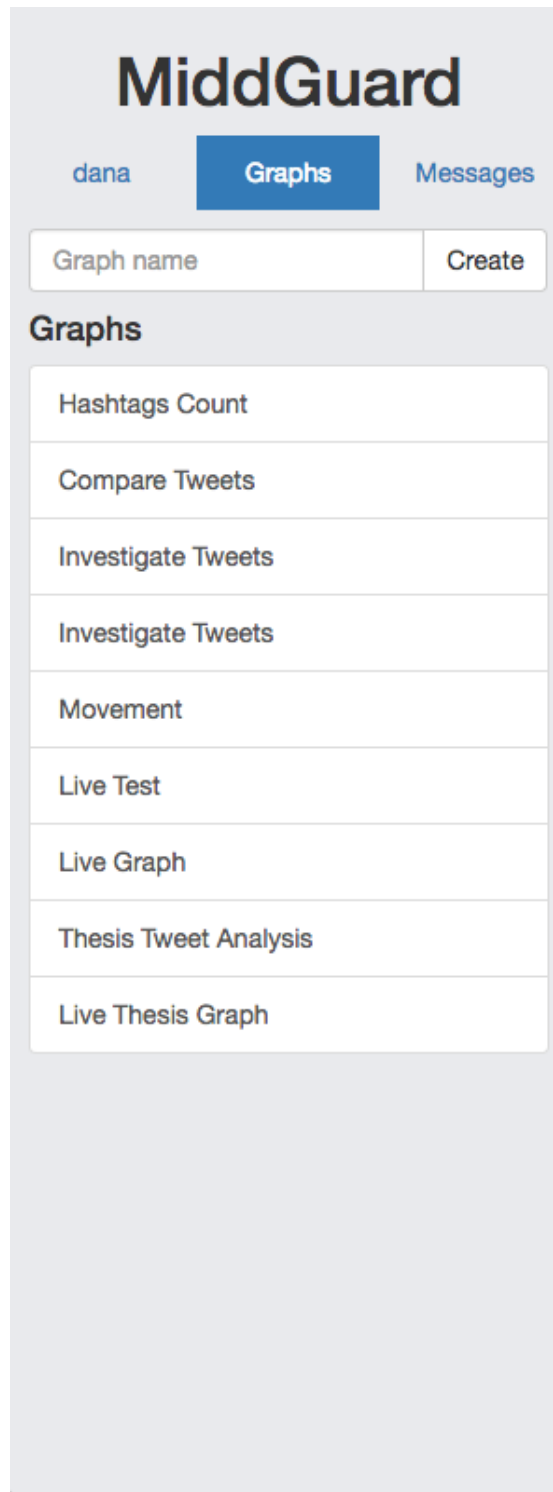 MiddGuard
dana Graphs Messages
Graph name Create
Graphs
Hashtags Count
Compare Tweets
Investigate Tweets
Investigate Tweets
Movement
Live Test
Live Graph
Thesis Tweet Analysis
Live Thesis Graph